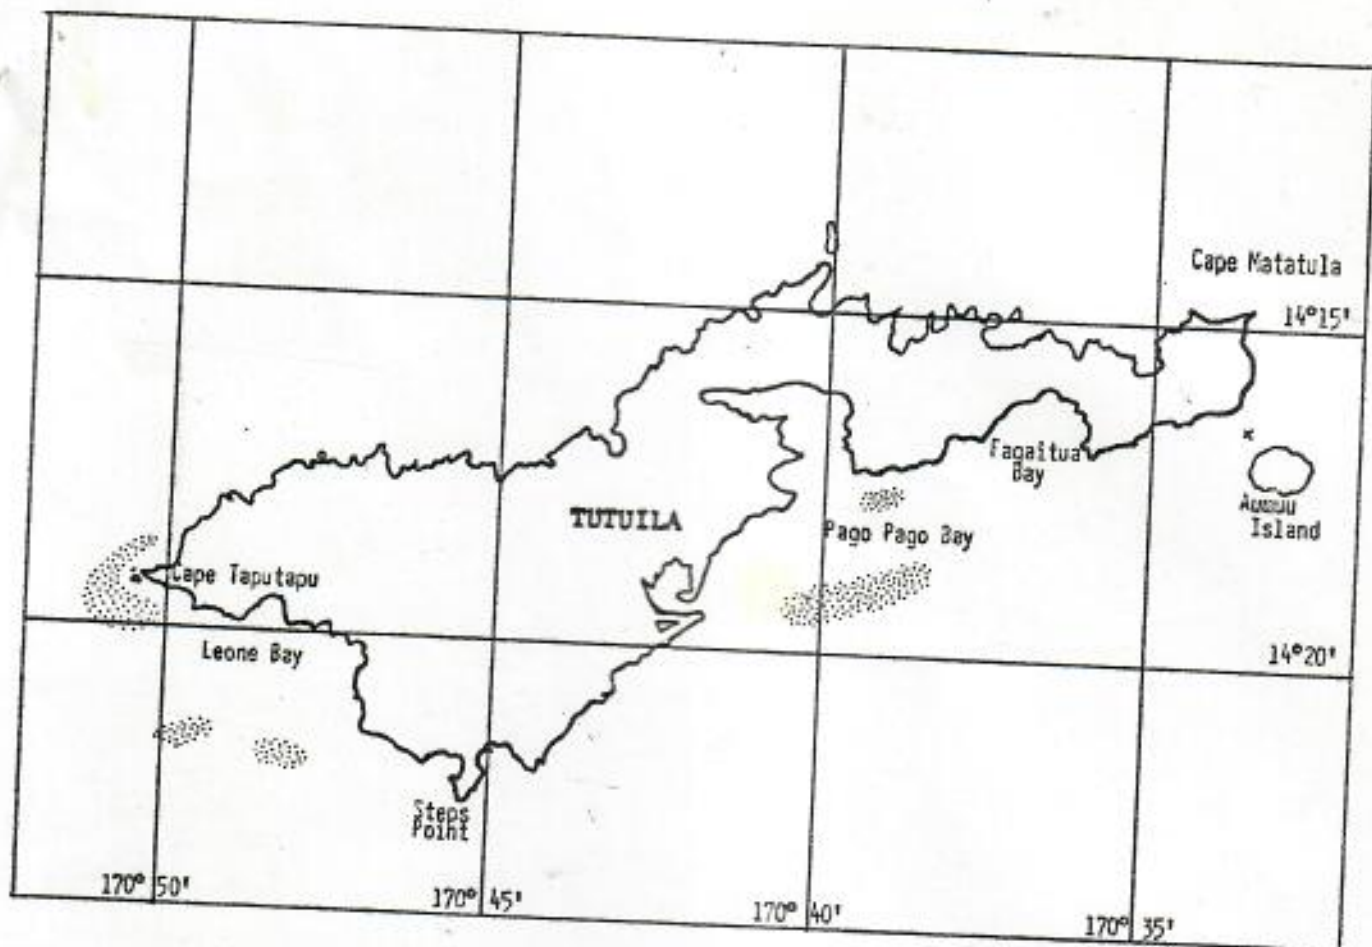 Cape Matatula
14°15'
Fagaitua
Bay
TUTUILA
Aunuu
Island
Pago Pago Bay
Cape Taputapu
Leone Bay
14°20'
Steps
Point
170° 50'
170° 45'
170° 40'
170° 35'